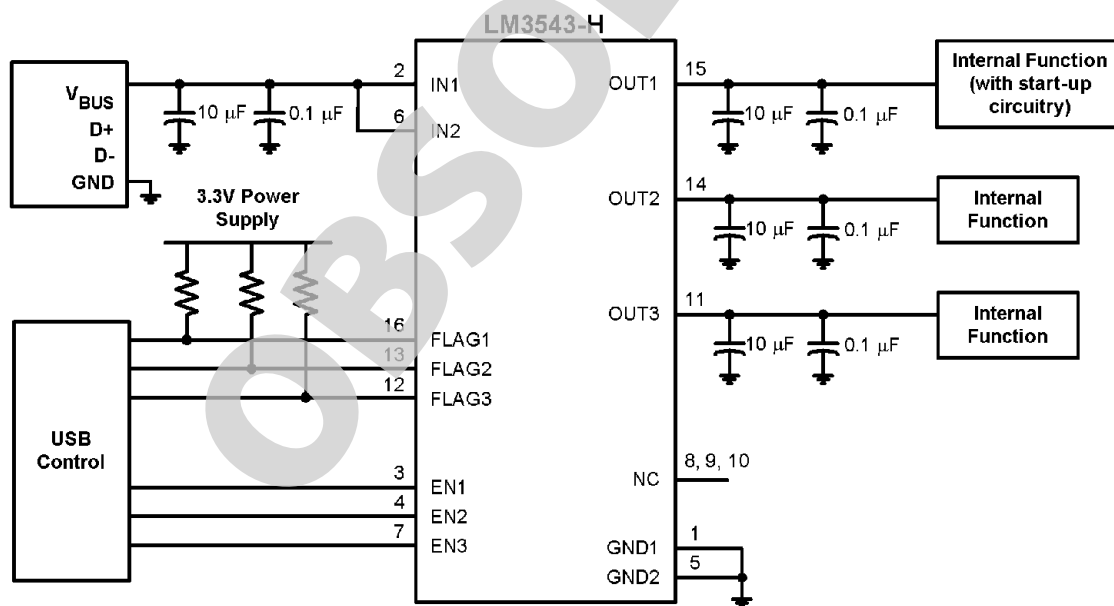 LM3543-H
V_BUS
D+
D-
GND
10 µF
0.1 µF
2
6
IN1
IN2
OUT1
15
10 µF
0.1 µF
Internal Function
(with start-up
circuitry)
OUT2
14
10 µF
0.1 µF
Internal
Function
3.3V Power
Supply
OUT3
11
10 µF
0.1 µF
Internal
Function
16
13
12
FLAG1
FLAG2
FLAG3
USB
Control
3
4
7
EN1
EN2
EN3
NC
8, 9, 10
GND1
1
GND2
5
OBSOL